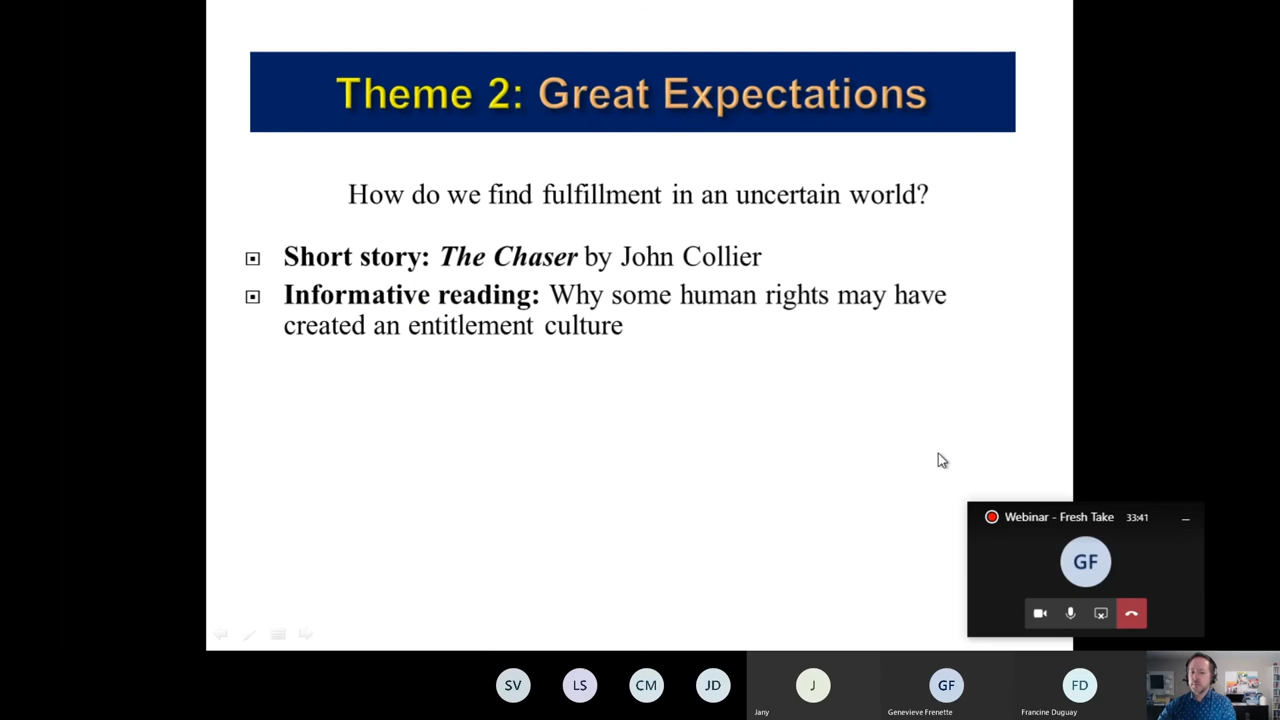 Theme 2: Great Expectations
How do we find fulfillment in an uncertain world?
Short story: The Chaser by John Collier
Informative reading: Why some human rights may have
created an entitlement culture
Webinar - Fresh Take 33:41
GF
SV LS CM JD J GF FD
Jany Genevieve Frenette Francine Duguay